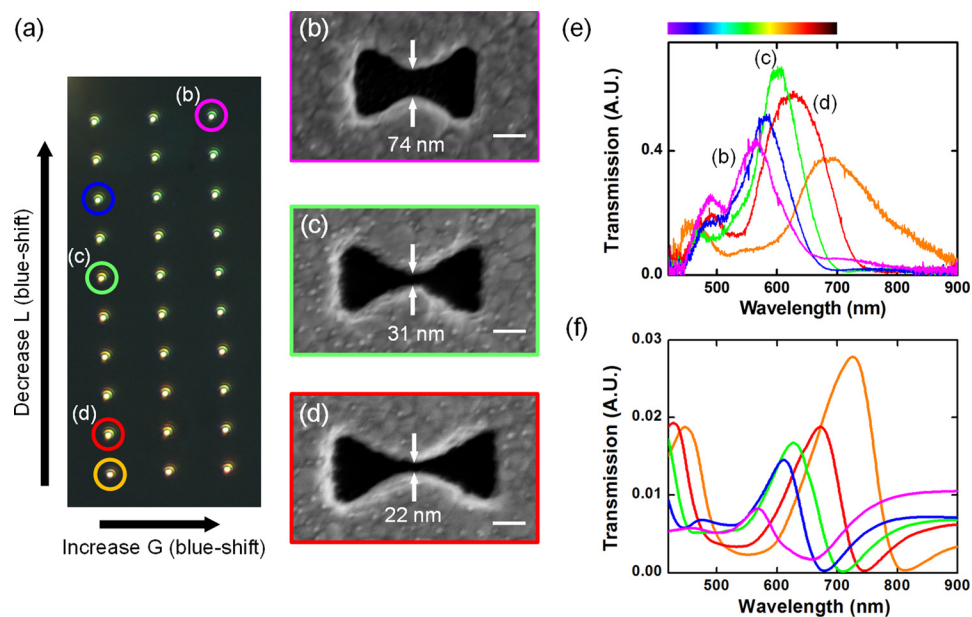 (a)
(b)
(c)
(d)
Decrease L (blue-shift)
Increase G (blue-shift)
(b)
74 nm
(c)
31 nm
(d)
22 nm
(e)
(c)
(d)
(b)
Transmission (A.U.)
0.4
0.0
500 600 700 800 900
Wavelength (nm)
(f)
Transmission (A.U.)
0.03
0.02
0.01
0.00
500 600 700 800 900
Wavelength (nm)